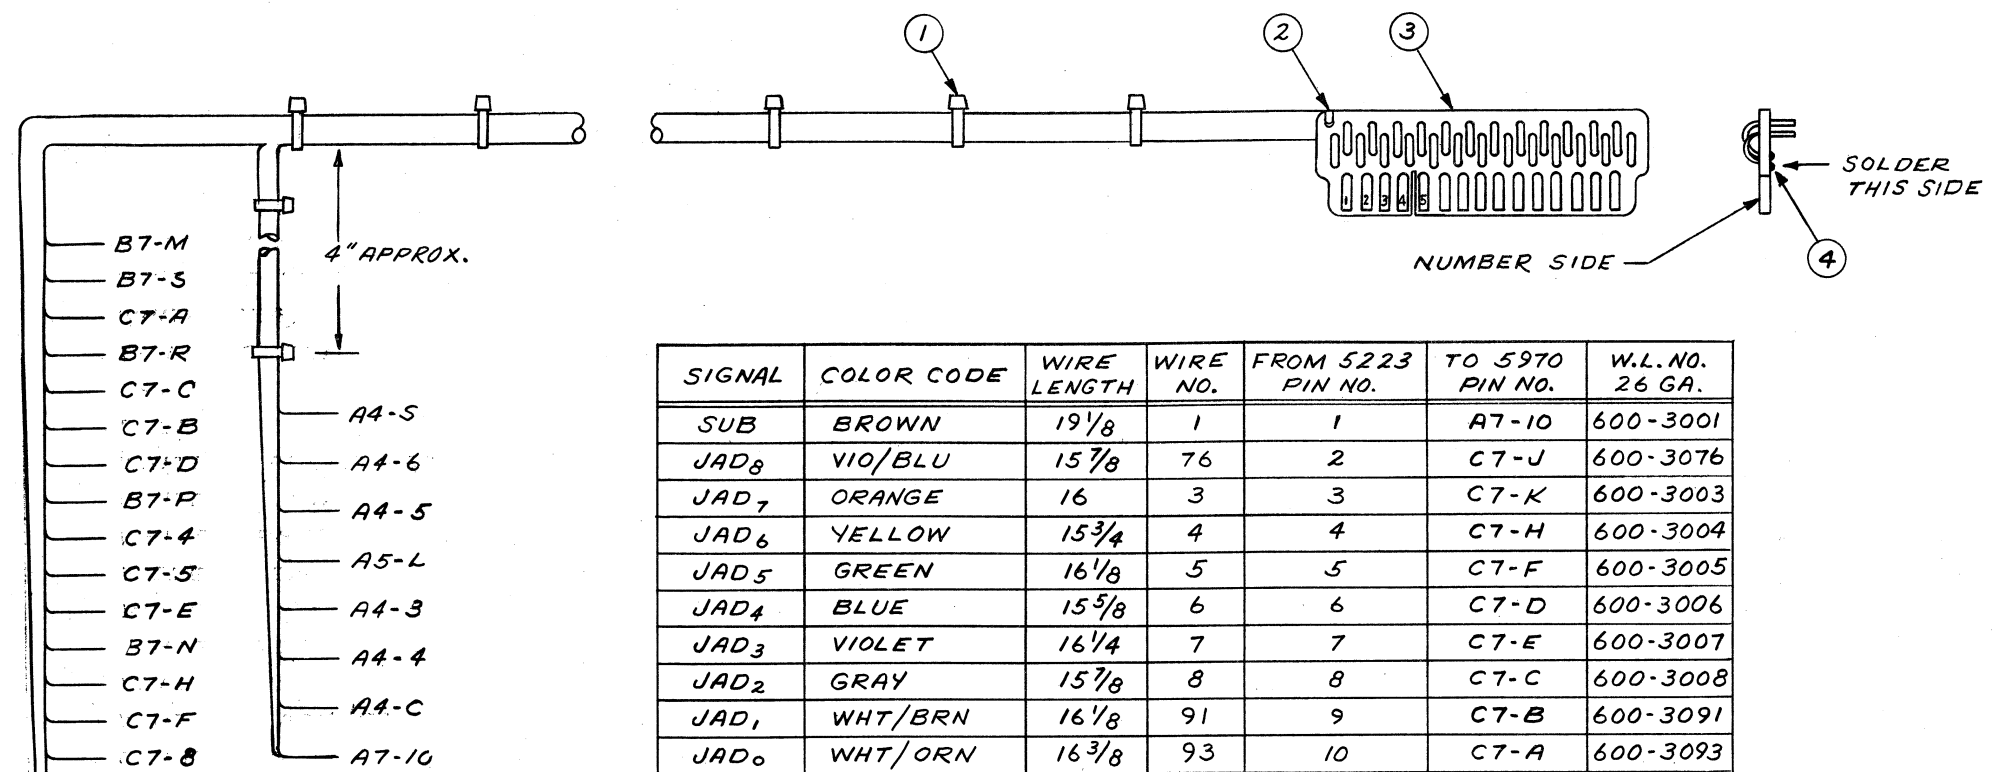 1
2
3
SOLDER
THIS SIDE
4
NUMBER SIDE
1 2 3 4 5
4" APPROX.
B7-M
B7-S
C7-A
B7-R
C7-C
C7-B
C7-D
B7-P
C7-4
C7-5
C7-E
B7-N
C7-H
C7-F
C7-8
A4-S
A4-6
A4-5
A5-L
A4-3
A4-4
A4-C
A7-10
SIGNAL COLOR CODE WIRE LENGTH WIRE NO. FROM 5223 PIN NO. TO 5970 PIN NO. W.L. NO. 26 GA.
SUB BROWN 19 1/8 1 1 A7-10 600-3001
JAD8 VIO/BLU 15 7/8 76 2 C7-J 600-3076
JAD7 ORANGE 16 3 3 C7-K 600-3003
JAD6 YELLOW 15 3/4 4 4 C7-H 600-3004
JAD5 GREEN 16 1/8 5 5 C7-F 600-3005
JAD4 BLUE 15 5/8 6 6 C7-D 600-3006
JAD3 VIOLET 16 1/4 7 7 C7-E 600-3007
JAD2 GRAY 15 7/8 8 8 C7-C 600-3008
JAD1 WHT/BRN 16 1/8 91 9 C7-B 600-3091
JAD0 WHT/ORN 16 3/8 93 10 C7-A 600-3093